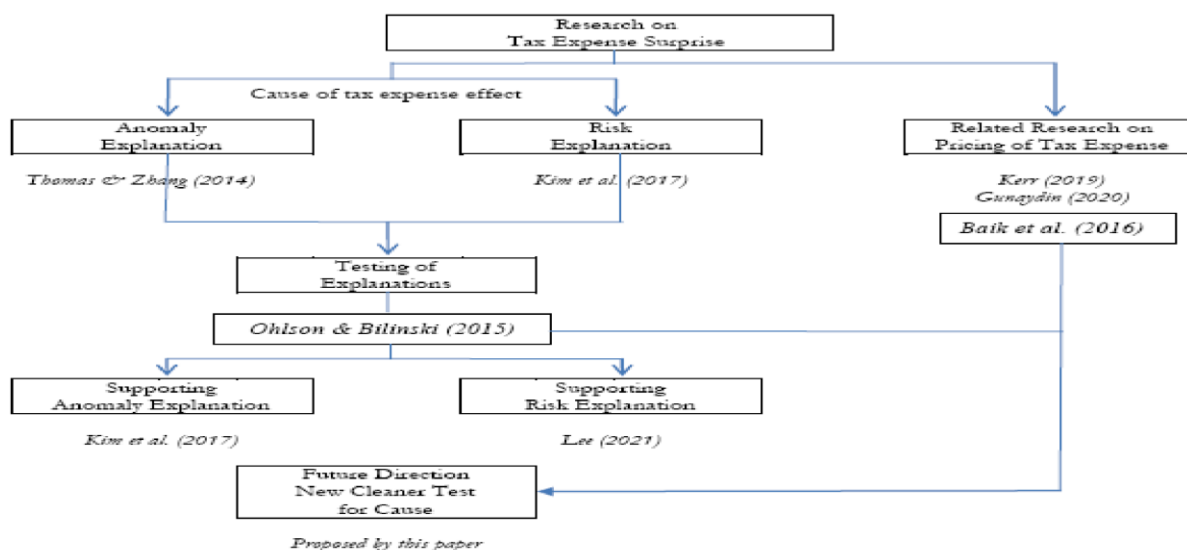 Research on
Tax Expense Surprise
Cause of tax expense effect
Anomaly
Explanation
Risk
Explanation
Related Research on
Pricing of Tax Expense
Thomas & Zhang (2014)
Kim et al. (2017)
Kerr (2019)
Gunaydin (2020)
Baik et al. (2016)
Testing of
Explanations
Ohlson & Bilinski (2015)
Supporting
Anomaly Explanation
Supporting
Risk Explanation
Kim et al. (2017)
Lee (2021)
Future Direction
New Cleaner Test
for Cause
Proposed by this paper